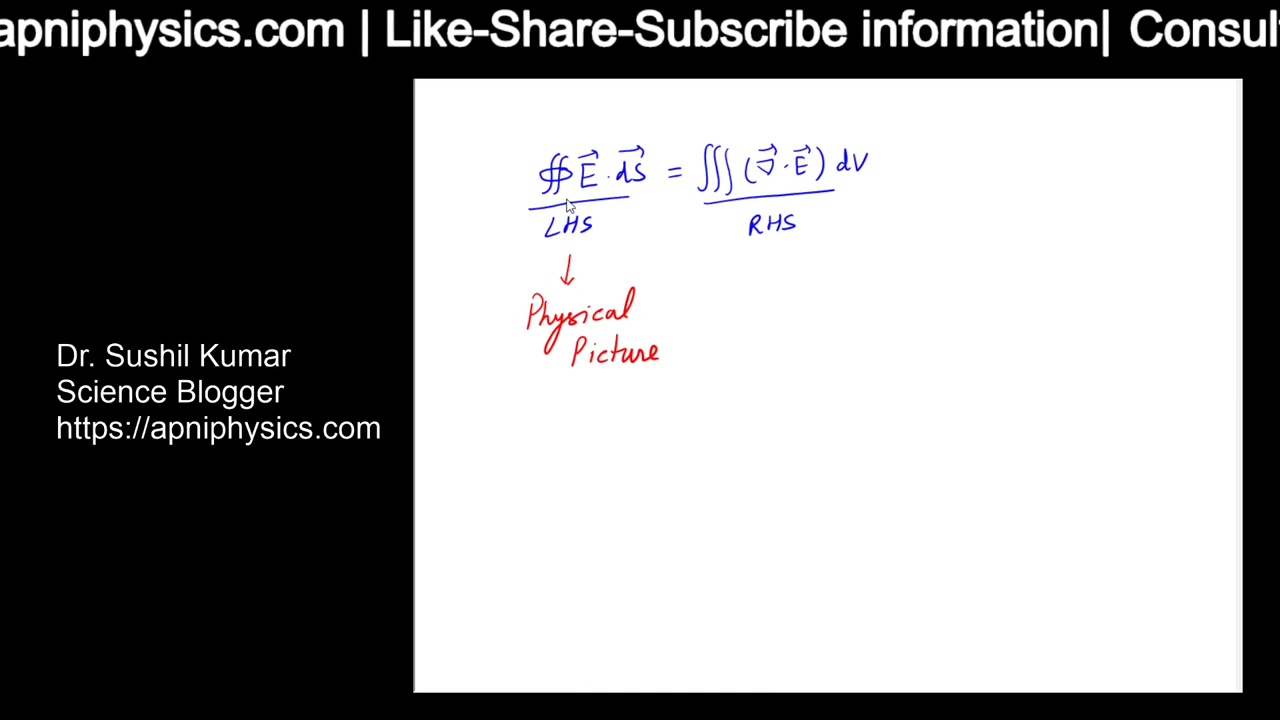 apniphysics.com | Like-Share-Subscribe information| Consul
∯ E⃗ · dS⃗ = ∭ (∇⃗ · E⃗) dV
LHS RHS
↓
Physical
Picture
Dr. Sushil Kumar
Science Blogger
https://apniphysics.com